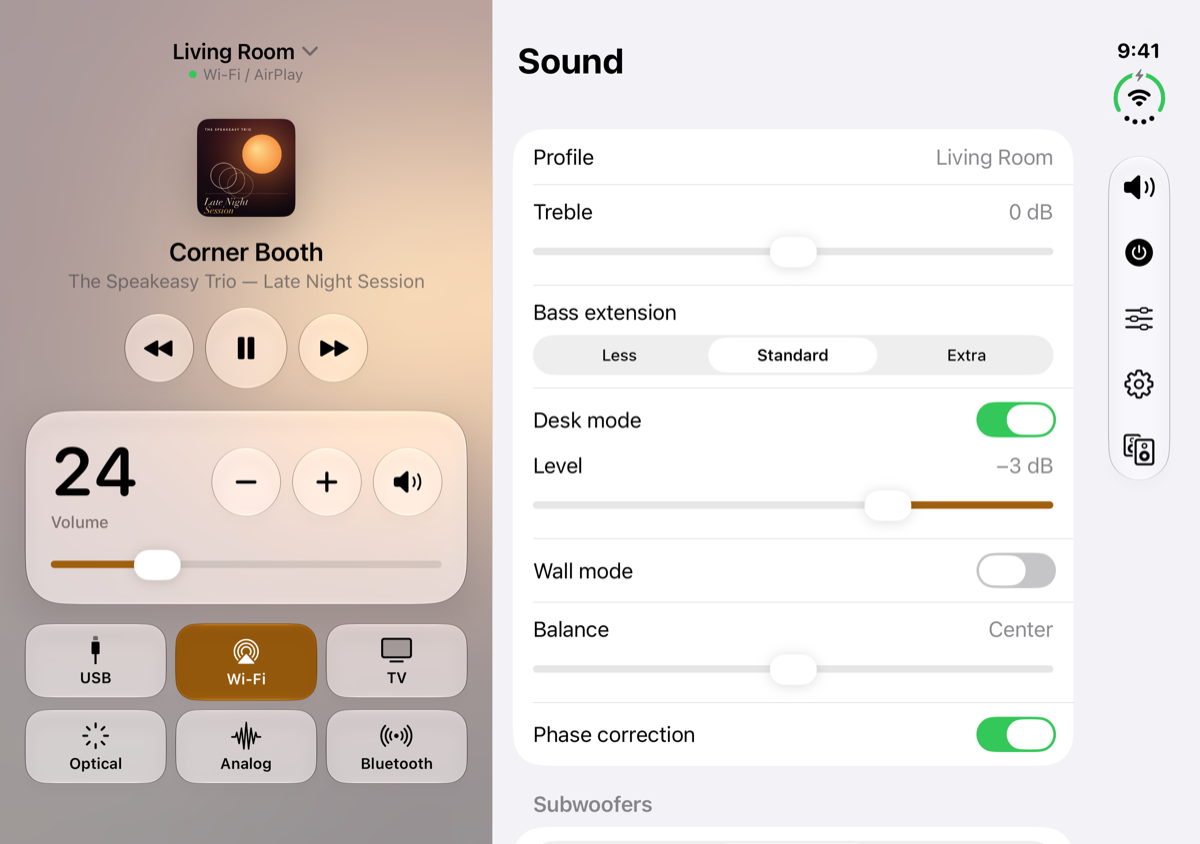 Living Room
Wi-Fi / AirPlay
THE SPEAKEASY TRIO
Late Night
Session
Corner Booth
The Speakeasy Trio — Late Night Session
24
Volume
USB
Wi-Fi
TV
Optical
Analog
Bluetooth
Sound
Profile Living Room
Treble 0 dB
Bass extension
Less Standard Extra
Desk mode
Level –3 dB
Wall mode
Balance Center
Phase correction
Subwoofers
9:41